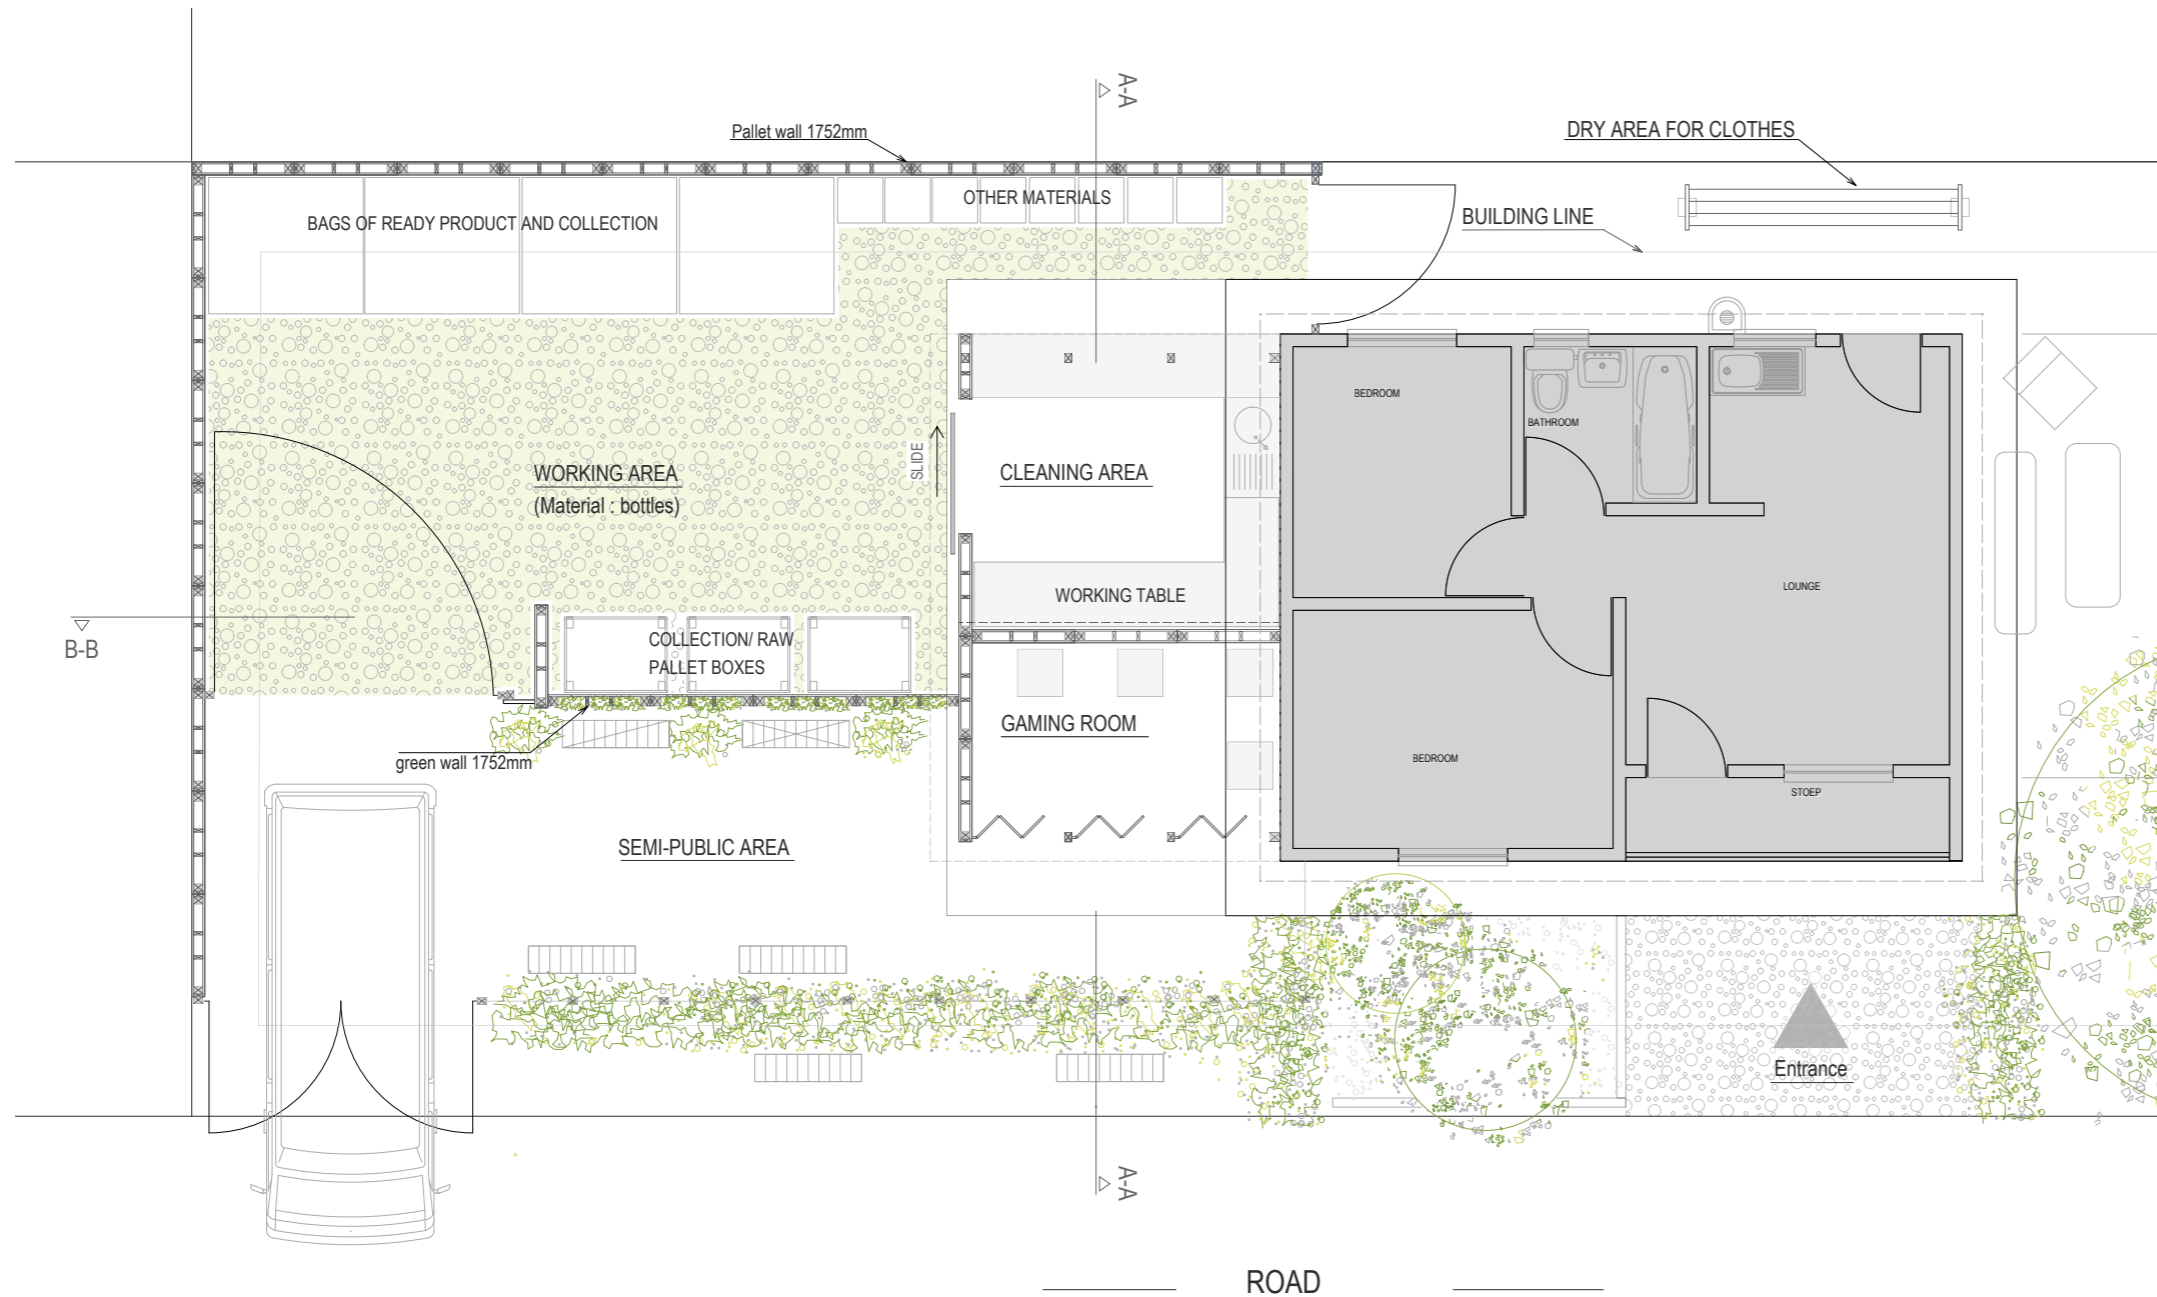 A-A
Pallet wall 1752mm
DRY AREA FOR CLOTHES
OTHER MATERIALS
BAGS OF READY PRODUCT AND COLLECTION
BUILDING LINE
BEDROOM
BATHROOM
SLIDE
WORKING AREA
(Material : bottles)
CLEANING AREA
LOUNGE
WORKING TABLE
B-B
COLLECTION/ RAW
PALLET BOXES
GAMING ROOM
green wall 1752mm
BEDROOM
STOEP
SEMI-PUBLIC AREA
Entrance
A-A
ROAD